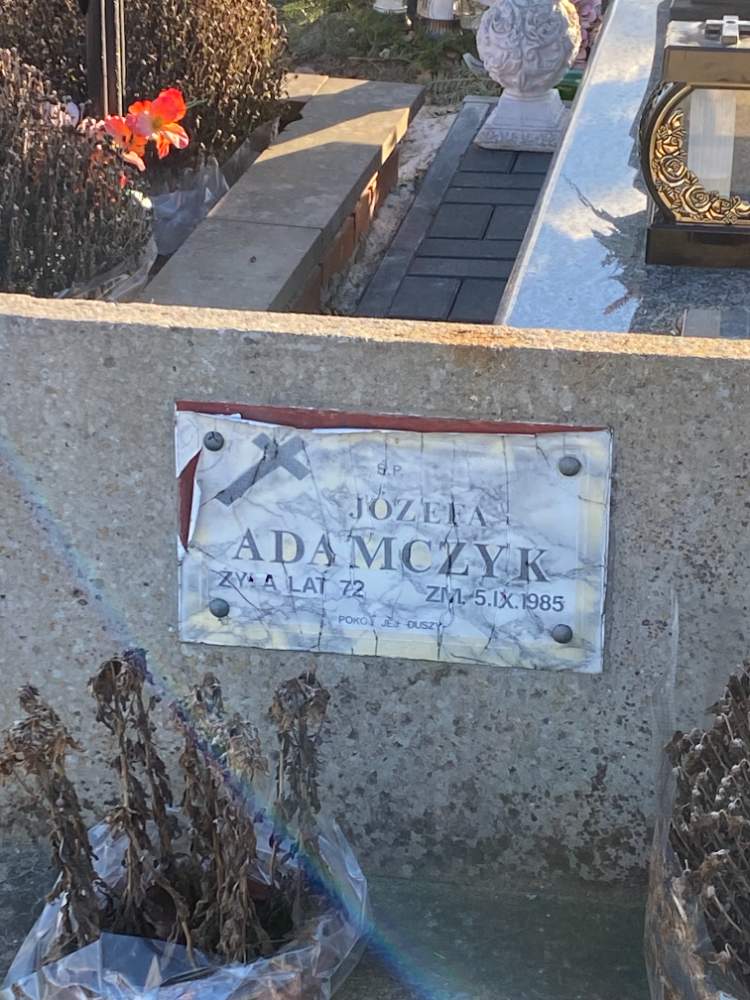 Ś.P.
JÓZEFA
ADAMCZYK
ŻYŁA LAT 72 ZM. 5.IX.1985
POKÓJ JEJ DUSZY